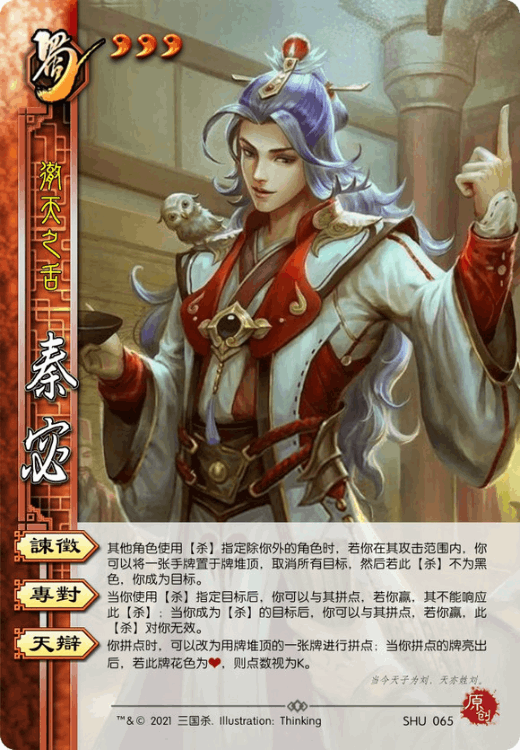 蜀
彻天之舌
秦宓
諫徵
其他角色使用【杀】指定除你外的角色时，若你在其攻击范围内，你
可以将一张手牌置于牌堆顶，取消所有目标，然后若此【杀】不为黑
色，你成为目标。
專對
当你使用【杀】指定目标后，你可以与其拼点，若你赢，其不能响应
此【杀】；当你成为【杀】的目标后，你可以与其拼点，若你赢，此
【杀】对你无效。
天辯
你拼点时，可以改为用牌堆顶的一张牌进行拼点；当你拼点的牌亮出
后，若此牌花色为❤，则点数视为K。
当今天子为刘，天亦姓刘。
原创
™&© 2021 三国杀. Illustration: Thinking
SHU 065